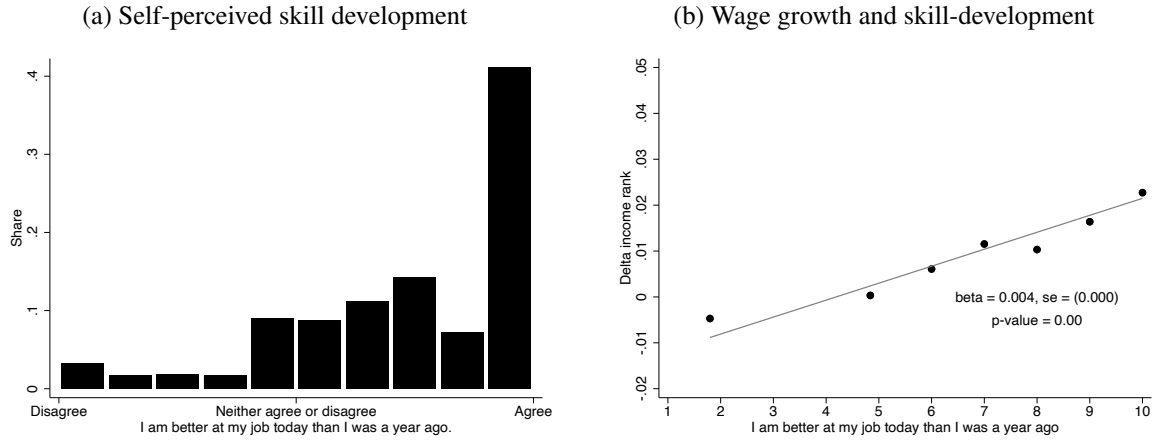 (a) Self-perceived skill development
.4
.3
.2
.1
0
Share
Disagree Neither agree or disagree Agree
I am better at my job today than I was a year ago.
(b) Wage growth and skill-development
.05
.04
.03
.02
.01
0
-.01
-.02
Delta income rank
beta = 0.004, se = (0.000)
p-value = 0.00
1 2 3 4 5 6 7 8 9 10
I am better at my job today than I was a year ago